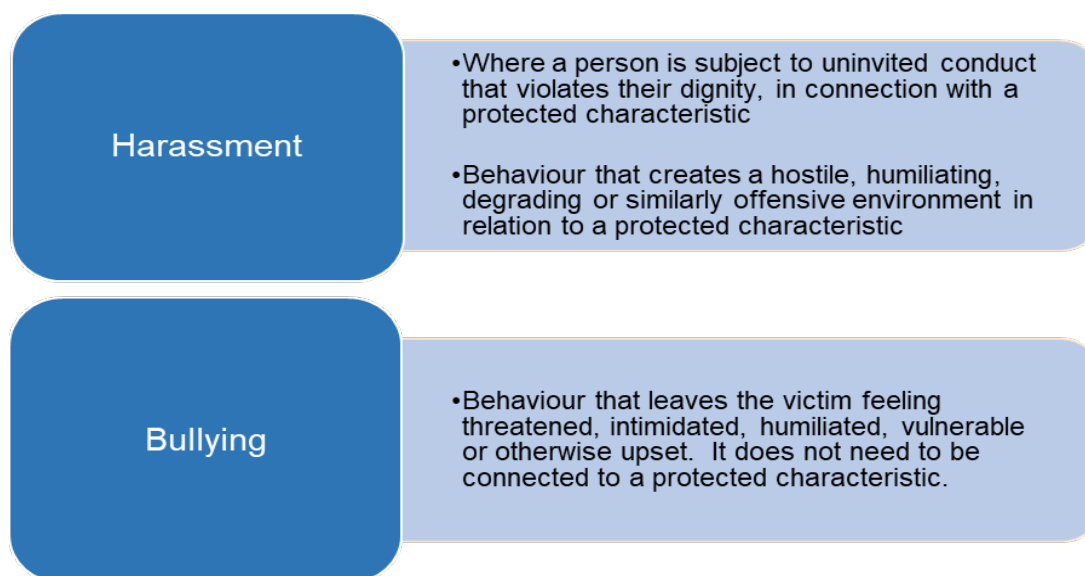 Harassment
•Where a person is subject to uninvited conduct
that violates their dignity, in connection with a
protected characteristic
•Behaviour that creates a hostile, humiliating,
degrading or similarly offensive environment in
relation to a protected characteristic
Bullying
•Behaviour that leaves the victim feeling
threatened, intimidated, humiliated, vulnerable
or otherwise upset.  It does not need to be
connected to a protected characteristic.